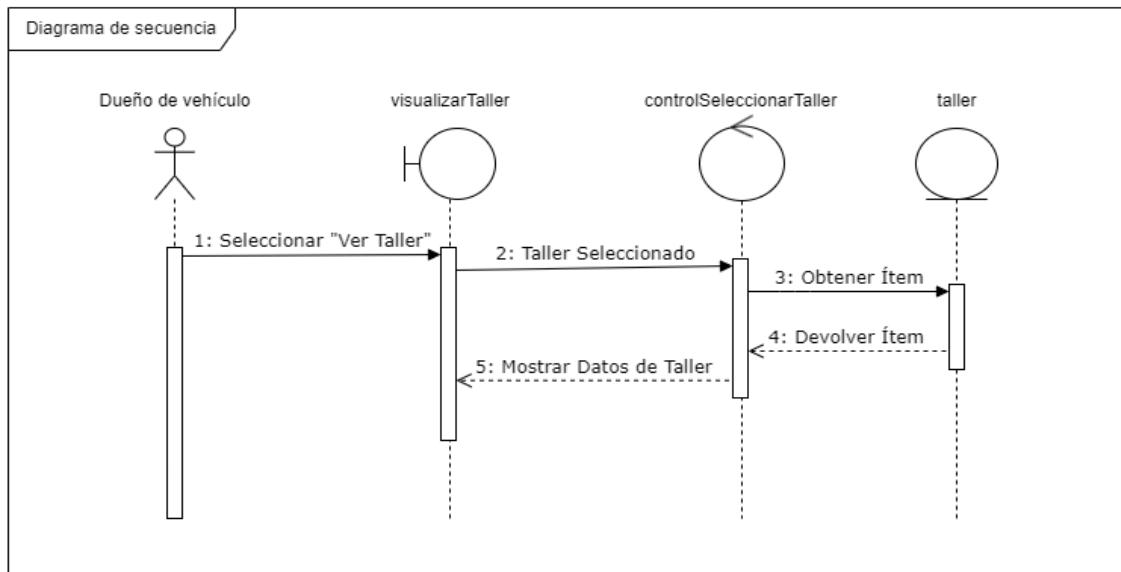 Diagrama de secuencia
Dueño de vehículo
visualizarTaller
controlSeleccionarTaller
taller
1: Seleccionar "Ver Taller"
2: Taller Seleccionado
3: Obtener Ítem
4: Devolver Ítem
5: Mostrar Datos de Taller